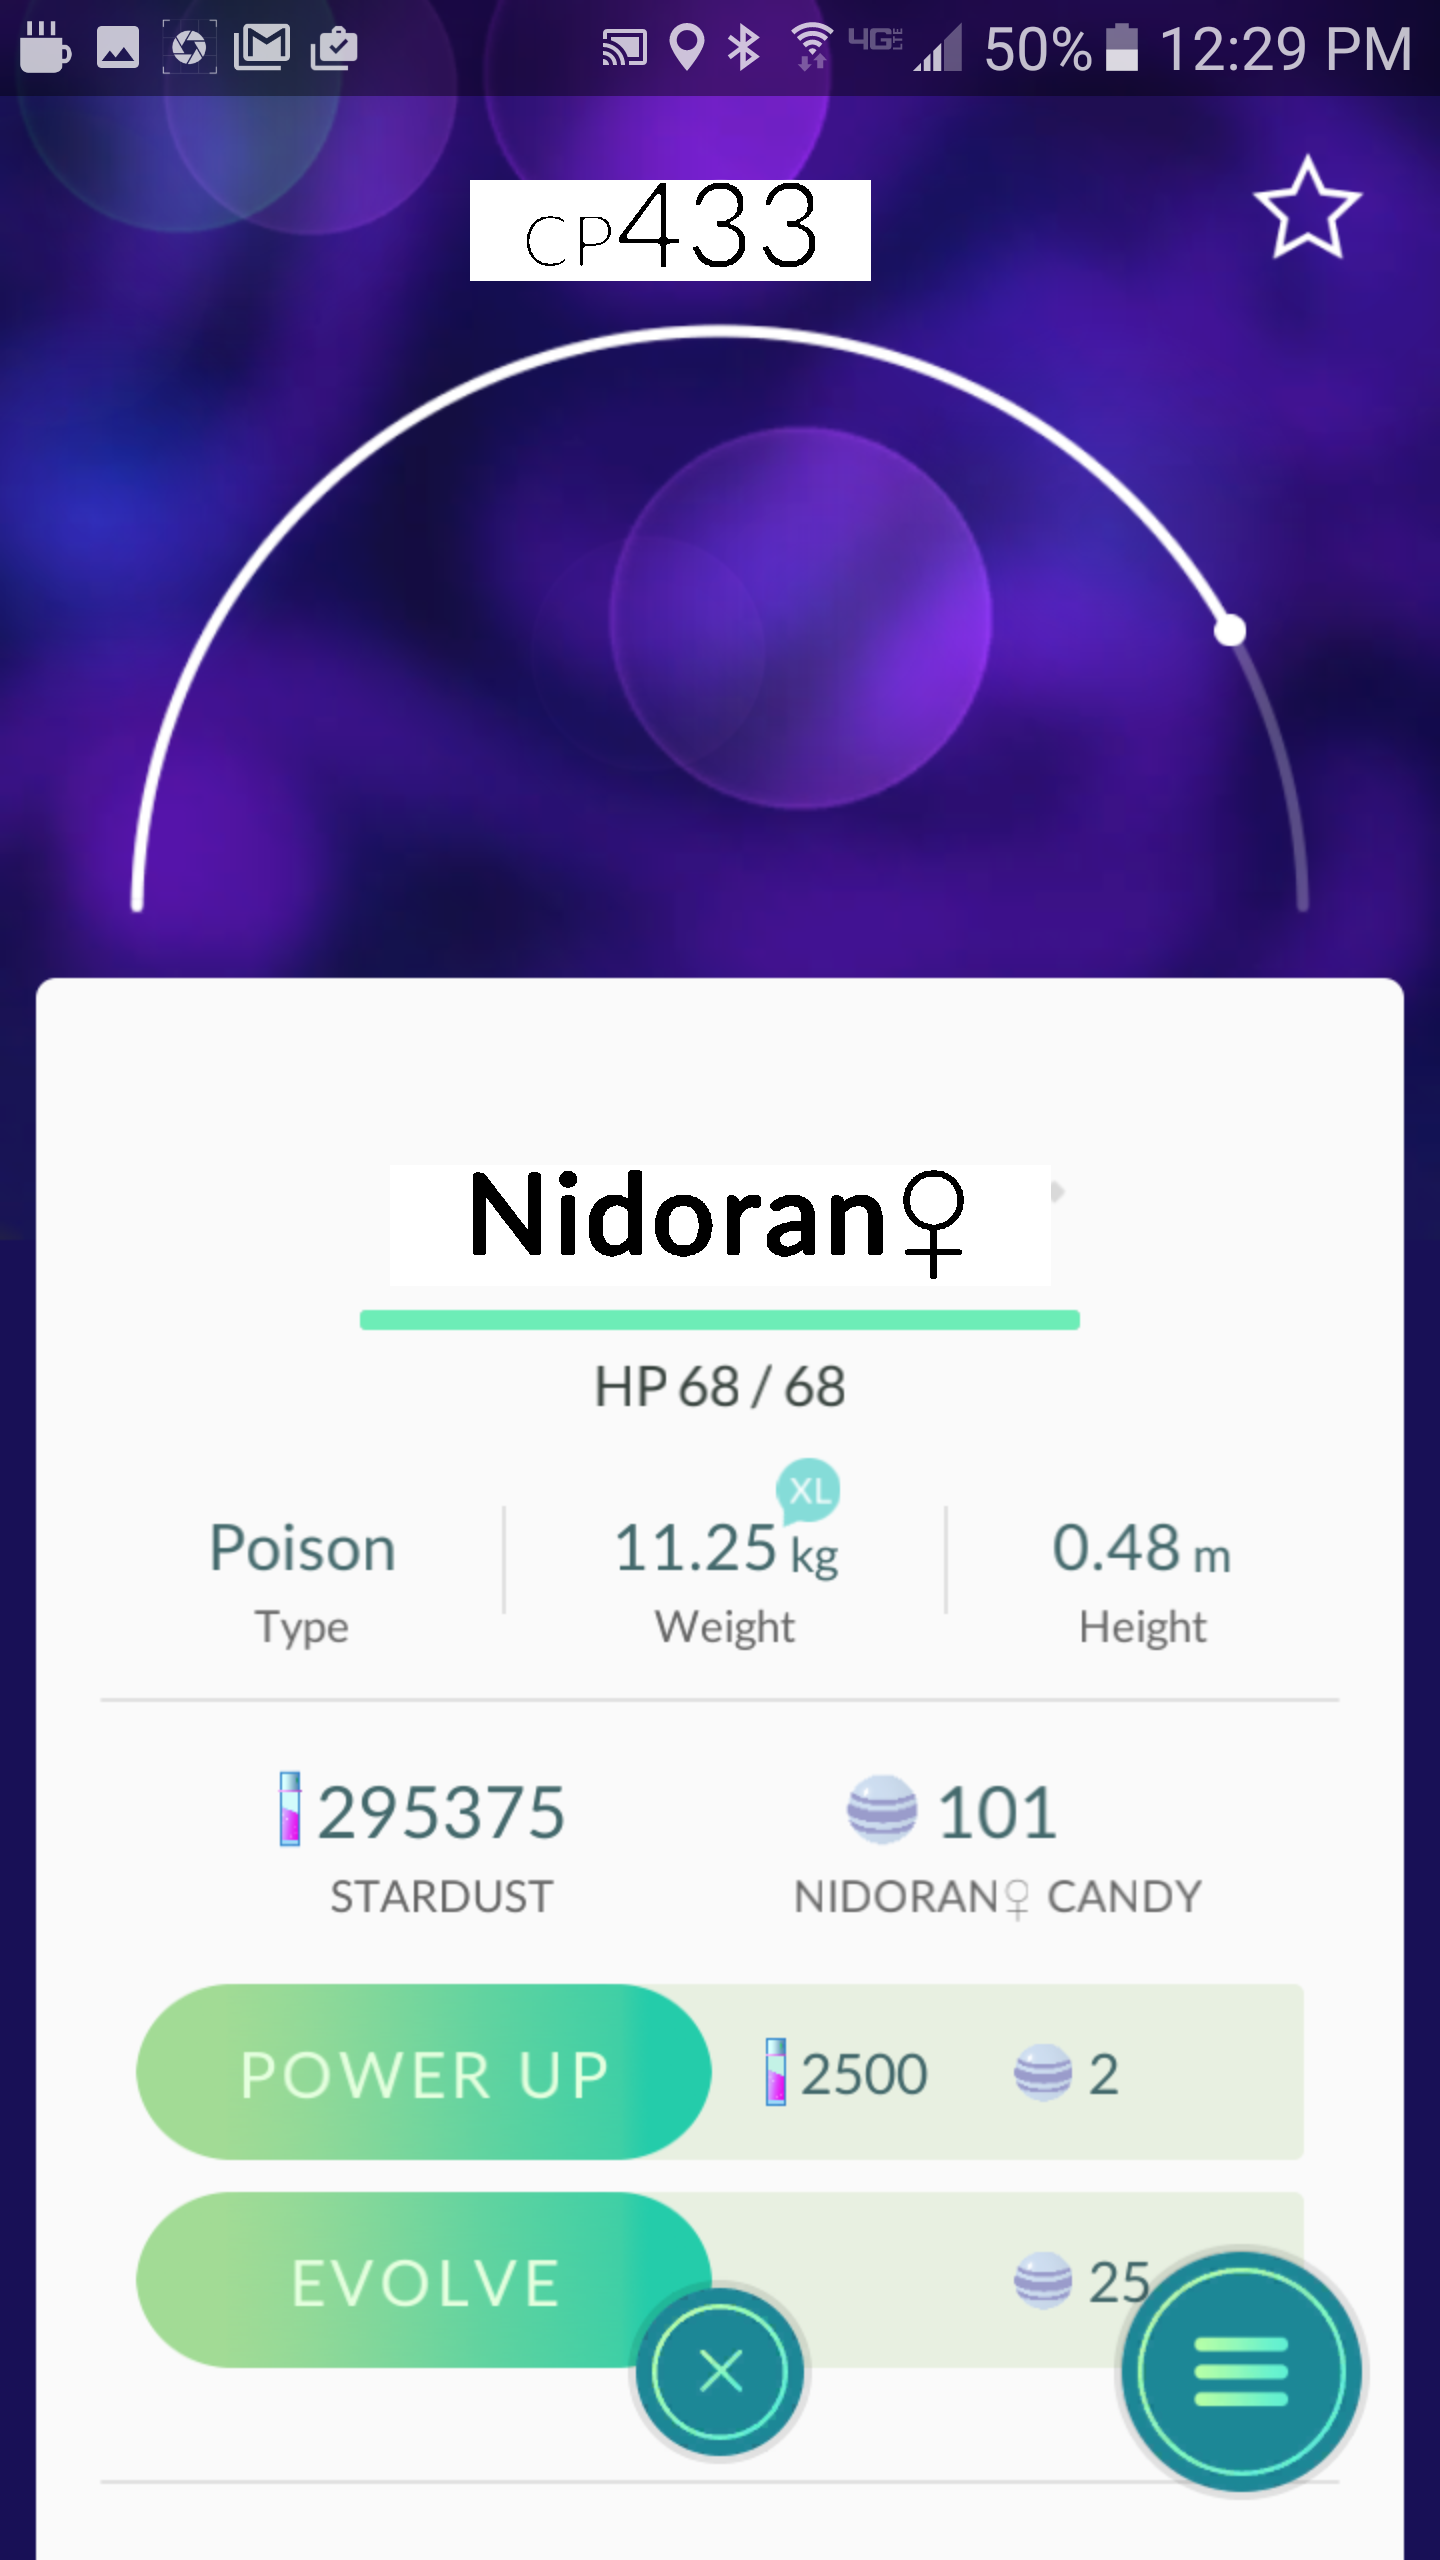 4G LTE 50% 12:29 PM
CP433
Nidoran♀
HP 68 / 68
XL
Poison 11.25 kg 0.48 m
Type Weight Height
295375 101
STARDUST NIDORAN♀ CANDY
POWER UP 2500 2
EVOLVE 25